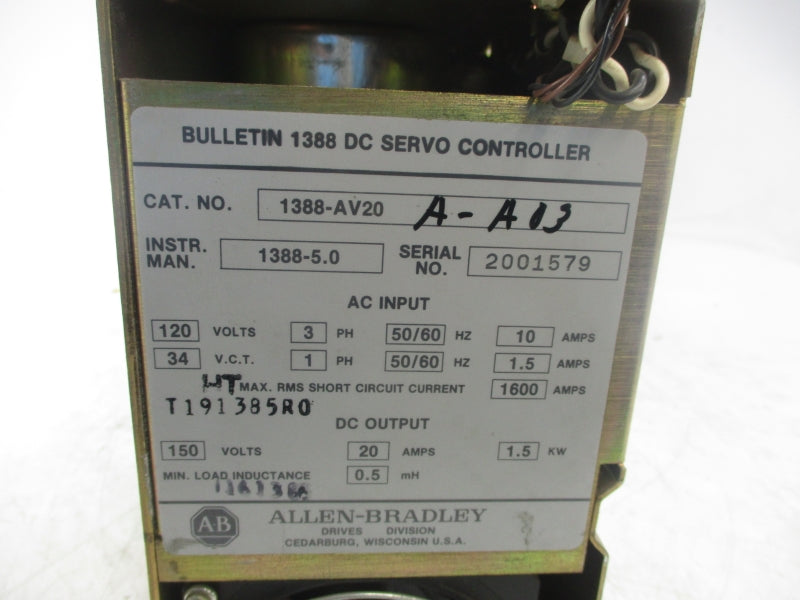 BULLETIN 1388 DC SERVO CONTROLLER
CAT. NO. 1388-AV20 A-A03
INSTR. MAN. 1388-5.0 SERIAL NO. 2001579
AC INPUT
120 VOLTS 3 PH 50/60 HZ 10 AMPS
34 V.C.T. 1 PH 50/60 HZ 1.5 AMPS
HT MAX. RMS SHORT CIRCUIT CURRENT 1600 AMPS
T191385R0
DC OUTPUT
150 VOLTS 20 AMPS 1.5 KW
MIN. LOAD INDUCTANCE 0.5 mH
A-B ALLEN-BRADLEY
DRIVES DIVISION
CEDARBURG, WISCONSIN U.S.A.